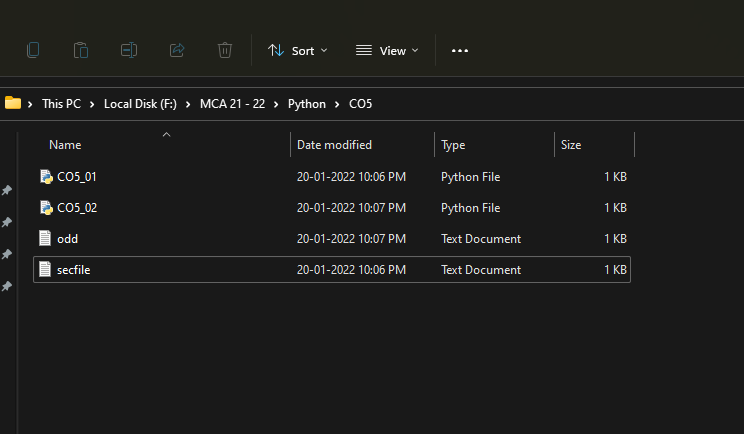 Sort View
This PC Local Disk (F:) MCA 21 - 22 Python CO5
Name Date modified Type Size
CO5_01 20-01-2022 10:06 PM Python File 1 KB
CO5_02 20-01-2022 10:07 PM Python File 1 KB
odd 20-01-2022 10:07 PM Text Document 1 KB
secfile 20-01-2022 10:06 PM Text Document 1 KB